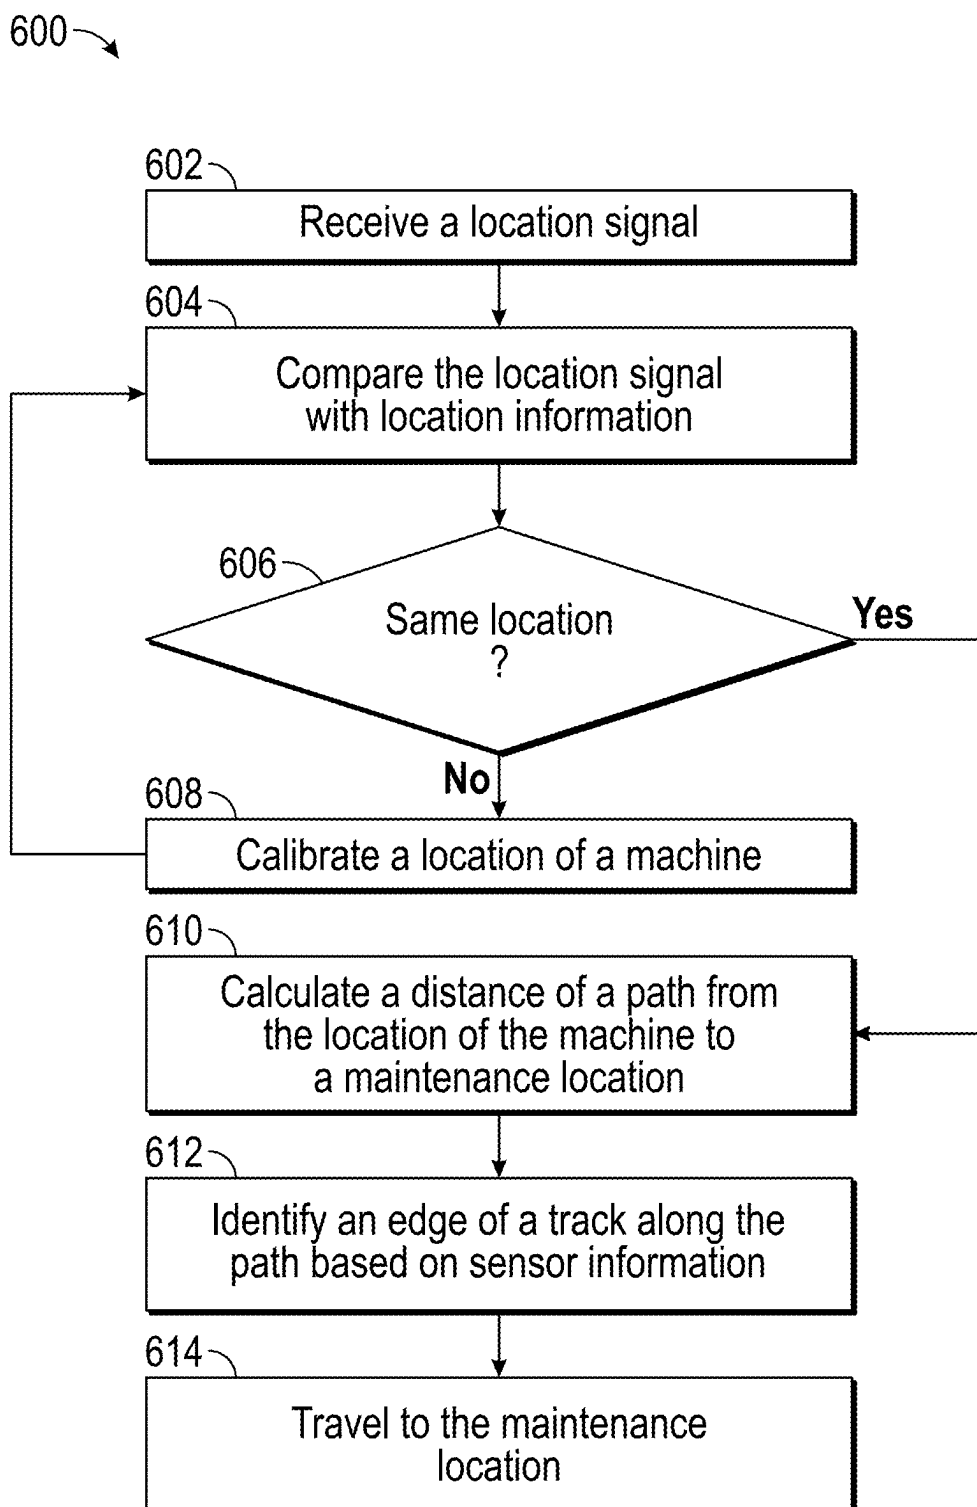 600
602
Receive a location signal
604
Compare the location signal
with location information
606
Same location
?
Yes
No
608
Calibrate a location of a machine
610
Calculate a distance of a path from
the location of the machine to
a maintenance location
612
Identify an edge of a track along the
path based on sensor information
614
Travel to the maintenance
location